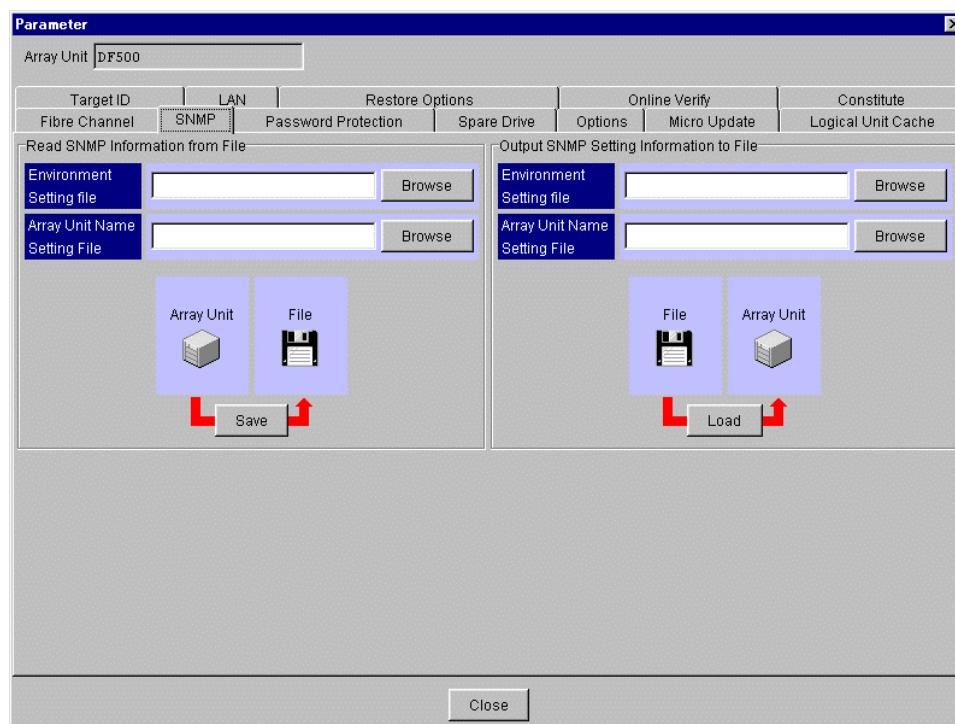 Parameter
Array Unit DF500
Target ID LAN Restore Options Online Verify Constitute
Fibre Channel SNMP Password Protection Spare Drive Options Micro Update Logical Unit Cache
Read SNMP Information from File
Environment
Setting file
Browse
Array Unit Name
Setting File
Browse
Array Unit File
Save
Output SNMP Setting Information to File
Environment
Setting file
Browse
Array Unit Name
Setting File
Browse
File Array Unit
Load
Close